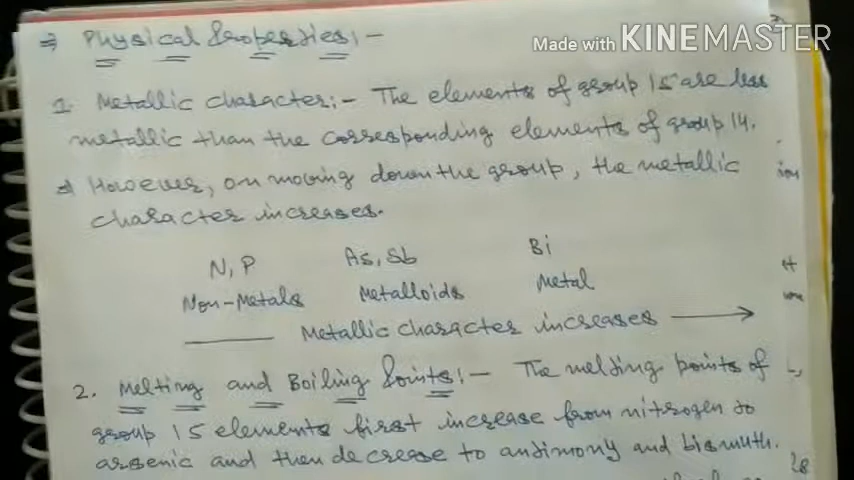 Made with KINEMASTER
⇒ Physical Properties:-
1. Metallic character:- The elements of group 15 are less
metallic than the corresponding elements of group 14.
⇒ However, on moving down the group, the metallic
character increases.
N, P As, Sb Bi
Non-Metals Metalloids Metal
Metallic character increases →
2. Melting and Boiling Points:- The melting points of
group 15 elements first increase from nitrogen to
arsenic and then decrease to antimony and bismuth.